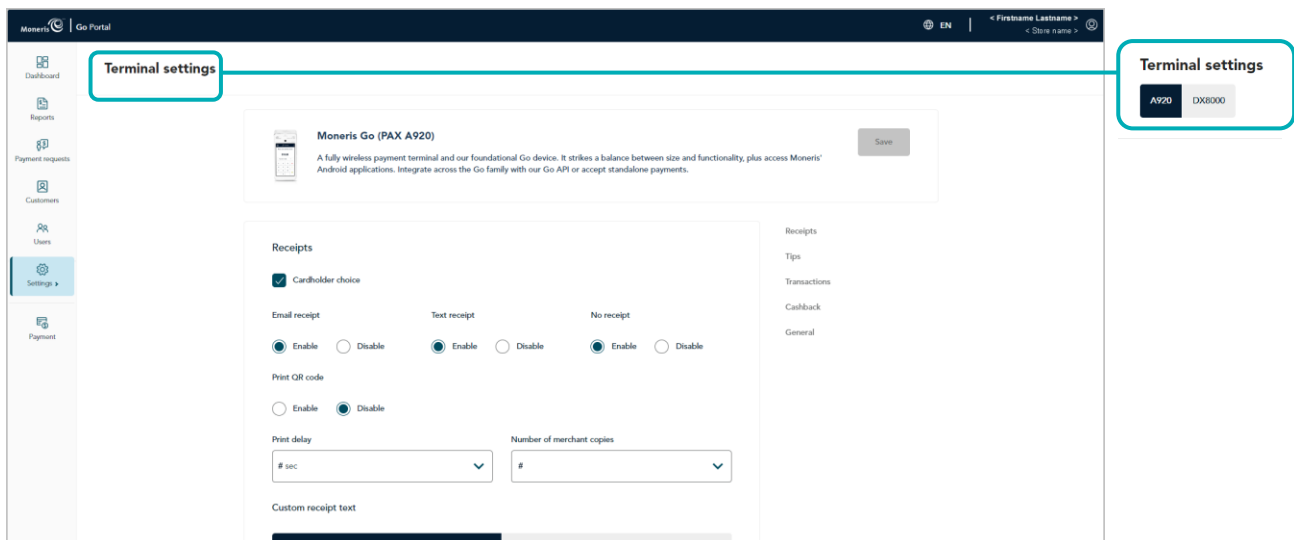 Moneris Go Portal
EN
< Firstname Lastname >
< Store name >
Dashboard
Reports
Payment requests
Customers
Users
Settings
Payment
Terminal settings
Terminal settings
A920 DX8000
Moneris Go (PAX A920)
A fully wireless payment terminal and our foundational Go device. It strikes a balance between size and functionality, plus access Moneris'
Android applications. Integrate across the Go family with our Go API or accept standalone payments.
Save
Receipts
Cardholder choice
Email receipt Text receipt No receipt
Enable Disable Enable Disable Enable Disable
Print QR code
Enable Disable
Print delay Number of merchant copies
# sec #
Custom receipt text
Receipts
Tips
Transactions
Cashback
General